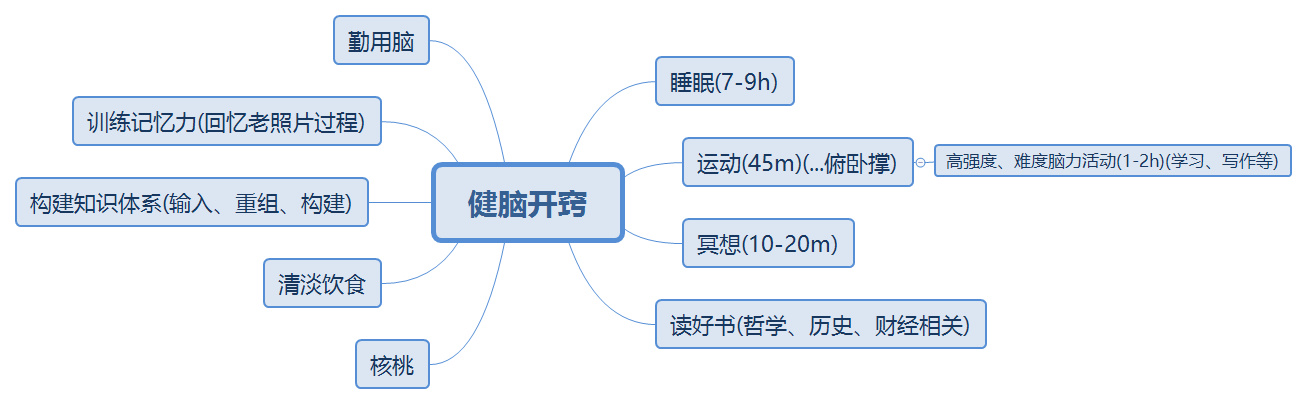 勤用脑
睡眠(7-9h)
训练记忆力(回忆老照片过程)
运动(45m)(...俯卧撑)
高强度、难度脑力活动(1-2h)(学习、写作等)
构建知识体系(输入、重组、构建)
健脑开窍
冥想(10-20m)
清淡饮食
读好书(哲学、历史、财经相关)
核桃